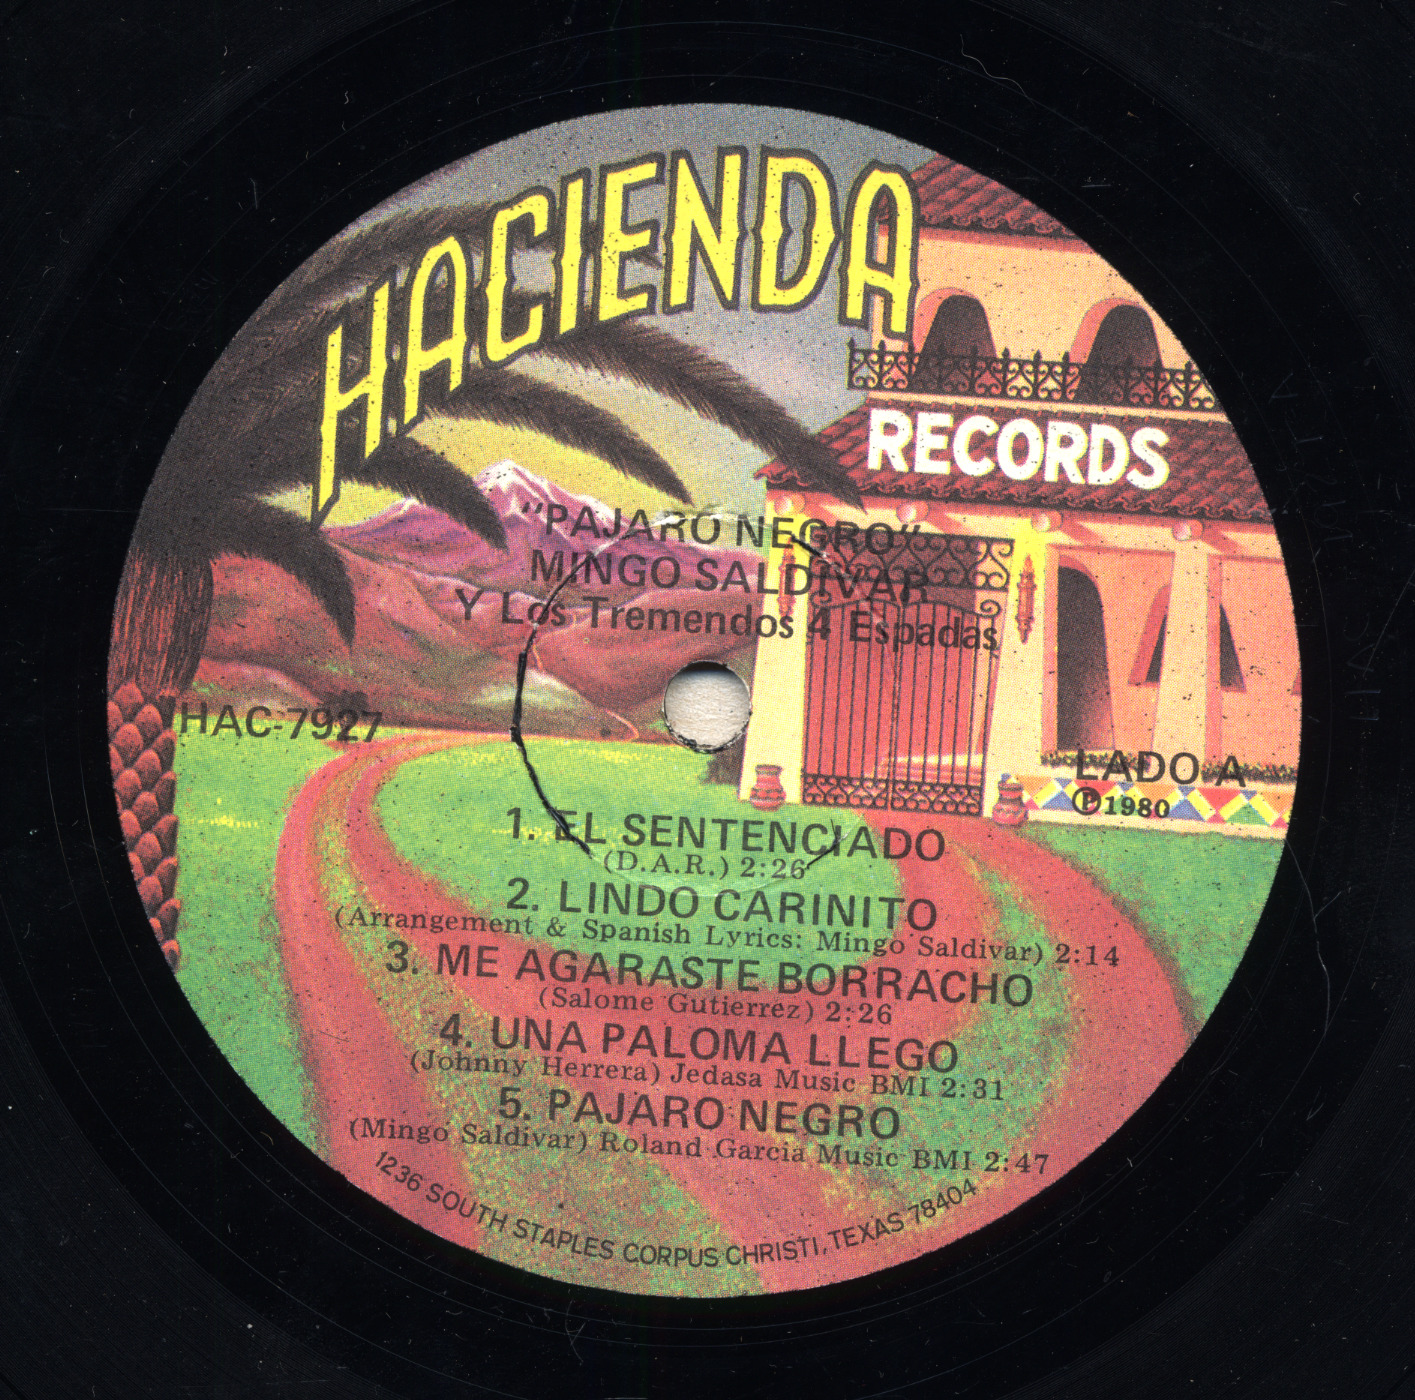 HACIENDA
RECORDS
"PAJARO NEGRO"
MINGO SALDIVAR
Y Los Tremendos 4 Espadas
HAC-7927
LADO A
Ⓟ1980
1. EL SENTENCIADO
(D.A.R.) 2:26
2. LINDO CARINITO
(Arrangement & Spanish Lyrics: Mingo Saldivar) 2:14
3. ME AGARASTE BORRACHO
(Salome Gutierrez) 2:26
4. UNA PALOMA LLEGO
(Johnny Herrera) Jedasa Music BMI 2:31
5. PAJARO NEGRO
(Mingo Saldivar) Roland Garcia Music BMI 2:47
1236 SOUTH STAPLES CORPUS CHRISTI, TEXAS 78404